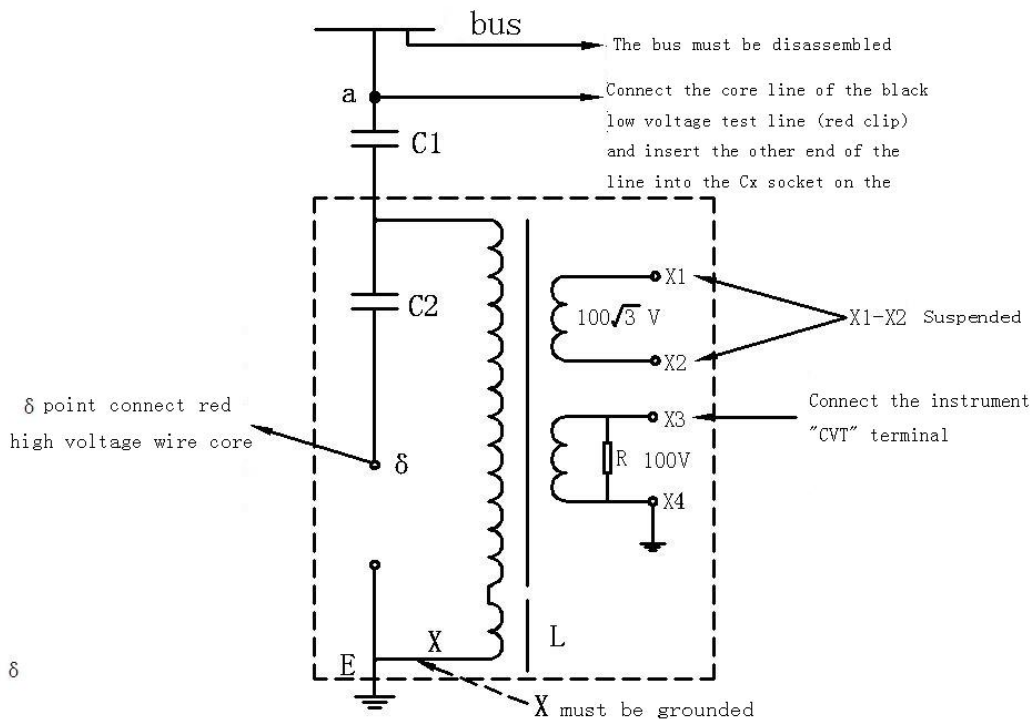 bus
The bus must be disassembled
a
Connect the core line of the black
low voltage test line (red clip)
and insert the other end of the
line into the Cx socket on the
C1
C2
X1
100√3 V
X1-X2 Suspended
X2
δ point connect red
high voltage wire core
δ
X3
Connect the instrument
"CVT" terminal
R
100V
X4
X
L
E
δ
X must be grounded